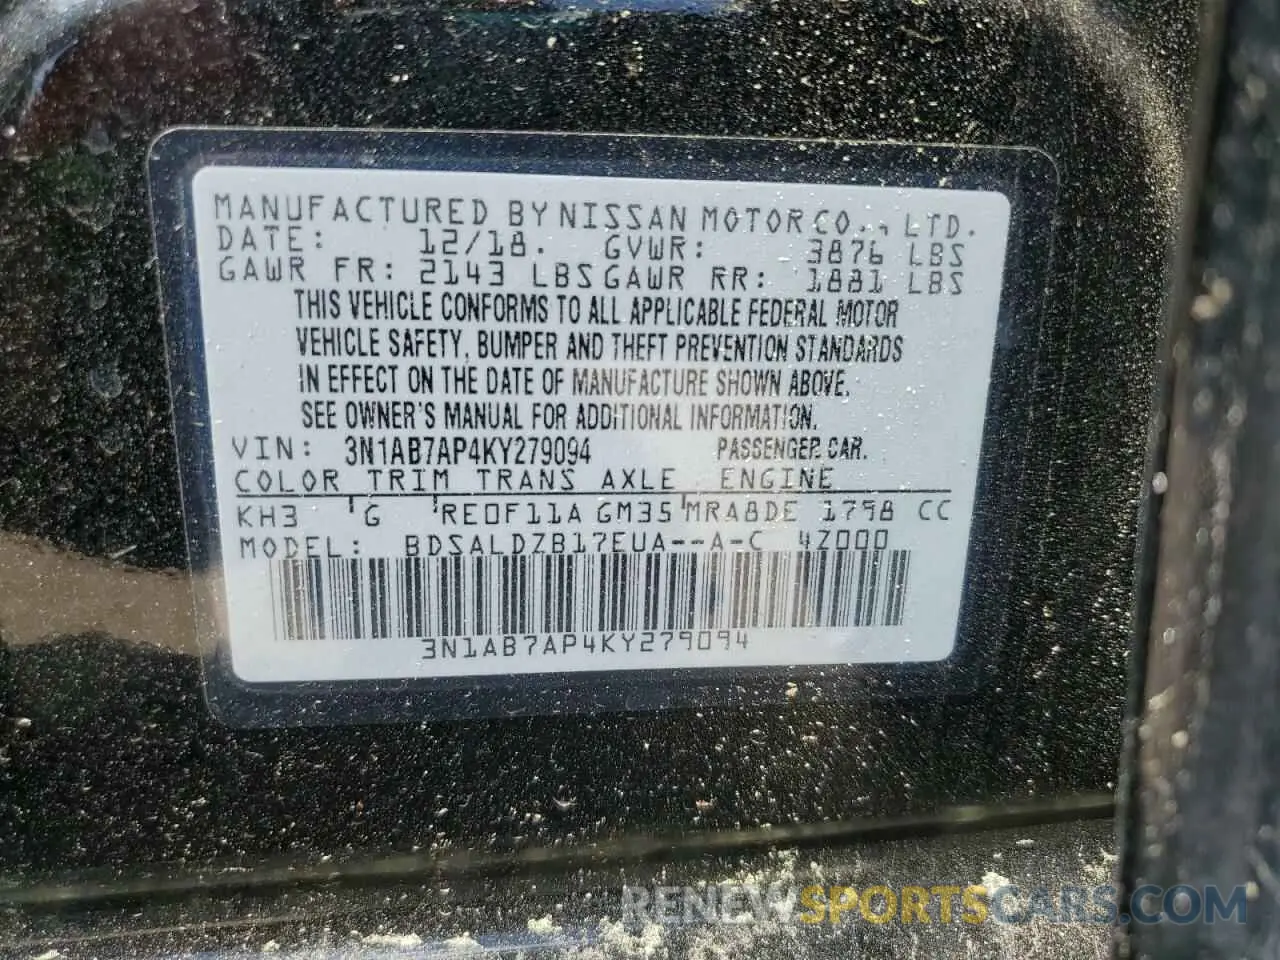 MANUFACTURED BY NISSAN MOTOR CO., LTD.
DATE: 12/18. GVWR: 3876 LBS
GAWR FR: 2143 LBS GAWR RR: 1881 LBS
THIS VEHICLE CONFORMS TO ALL APPLICABLE FEDERAL MOTOR
VEHICLE SAFETY, BUMPER AND THEFT PREVENTION STANDARDS
IN EFFECT ON THE DATE OF MANUFACTURE SHOWN ABOVE.
SEE OWNER'S MANUAL FOR ADDITIONAL INFORMATION.
VIN: 3N1AB7AP4KY279094 PASSENGER CAR.
COLOR TRIM TRANS AXLE ENGINE
KH3 G RE0F11A GM35 MRA8DE 1798 CC
MODEL: BDSALDZB17EUA--A-C 4Z000
3N1AB7AP4KY279094
RENEWSPORTSCARS.COM